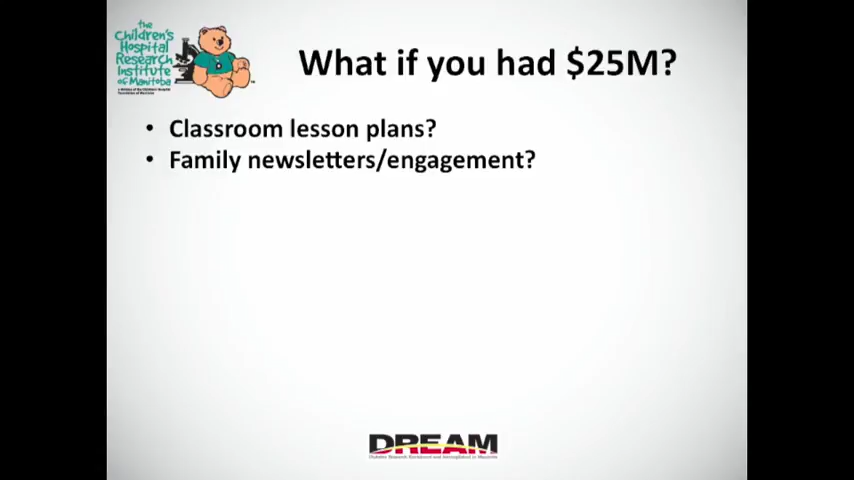 the
Children's
Hospital
Research
Institute
of Manitoba
What if you had $25M?
• Classroom lesson plans?
• Family newsletters/engagement?
DREAM